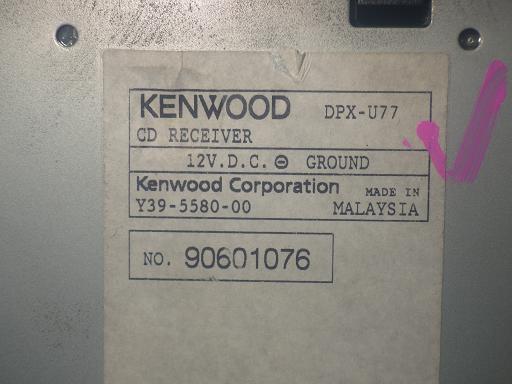 KENWOOD DPX-U77
CD RECEIVER
12V.D.C. ⊖ GROUND
Kenwood Corporation MADE IN
Y39-5580-00 MALAYSIA
NO. 90601076